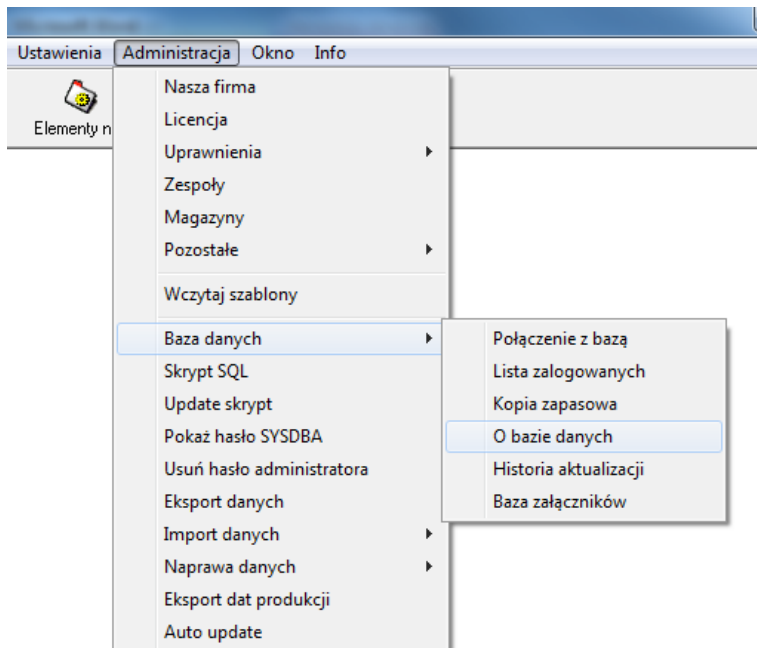 Ustawienia Administracja Okno Info
Elementy n
Nasza firma
Licencja
Uprawnienia
Zespoły
Magazyny
Pozostałe
Wczytaj szablony
Baza danych
Skrypt SQL
Update skrypt
Pokaż hasło SYSDBA
Usuń hasło administratora
Eksport danych
Import danych
Naprawa danych
Eksport dat produkcji
Auto update
Połączenie z bazą
Lista zalogowanych
Kopia zapasowa
O bazie danych
Historia aktualizacji
Baza załączników